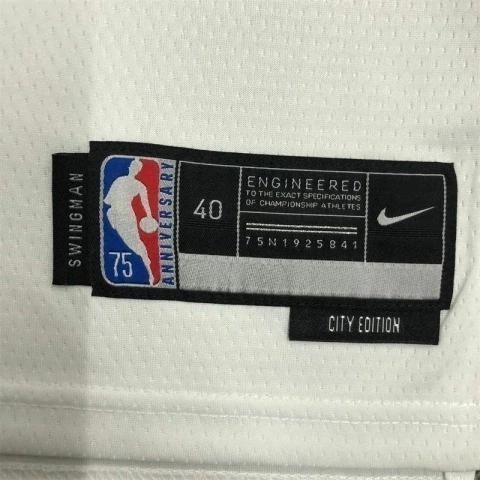 SWINGMAN
75
ANNIVERSARY
40
ENGINEERED
TO THE EXACT SPECIFICATIONS
OF CHAMPIONSHIP ATHLETES
75N1925841
CITY EDITION